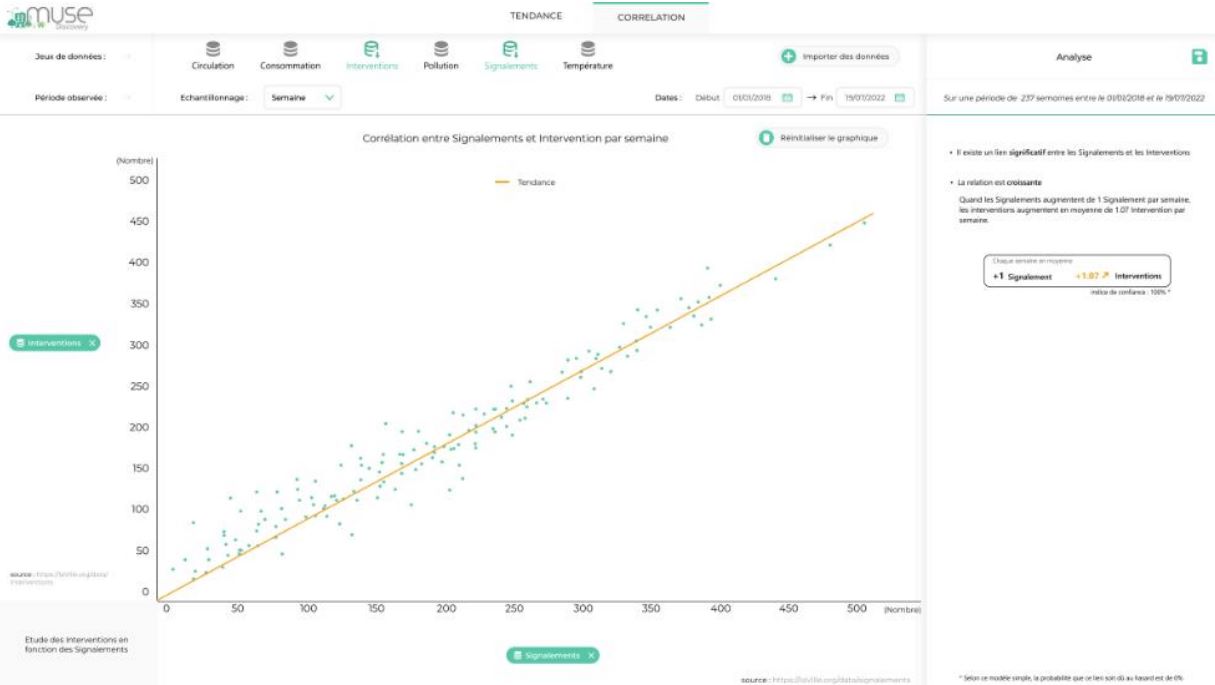 MUSE
Discovery
TENDANCE
CORRELATION
Jeux de données :
Circulation
Consommation
Interventions
Pollution
Signalements
Température
Importer des données
Analyse
Période observée :
Echantillonnage :
Semaine
Dates :
Début
01/01/2018
→ Fin
19/07/2022
Sur une période de 237 semaines entre le 01/01/2018 et le 19/07/2022
Corrélation entre Signalements et Intervention par semaine
Réinitialiser le graphique
(Nombre)
500
450
400
350
300
250
200
150
100
50
0
Tendance
Interventions X
source : https://siville.org/data/
interventions
0 50 100 150 200 250 300 350 400 450 500 (Nombre)
Etude des Interventions en
fonction des Signalements
Signalements X
source : https://siville.org/data/signalements
• Il existe un lien significatif entre les Signalements et les Interventions
• La relation est croissante
Quand les Signalements augmentent de 1 Signalement par semaine,
les interventions augmentent en moyenne de 1.07 Intervention par
semaine.
Chaque semaine en moyenne
+1 Signalement +1.07 ↗ Interventions
indice de confiance : 100% *
* Selon ce modèle simple, la probabilité que ce lien soit dû au hasard est de 0%